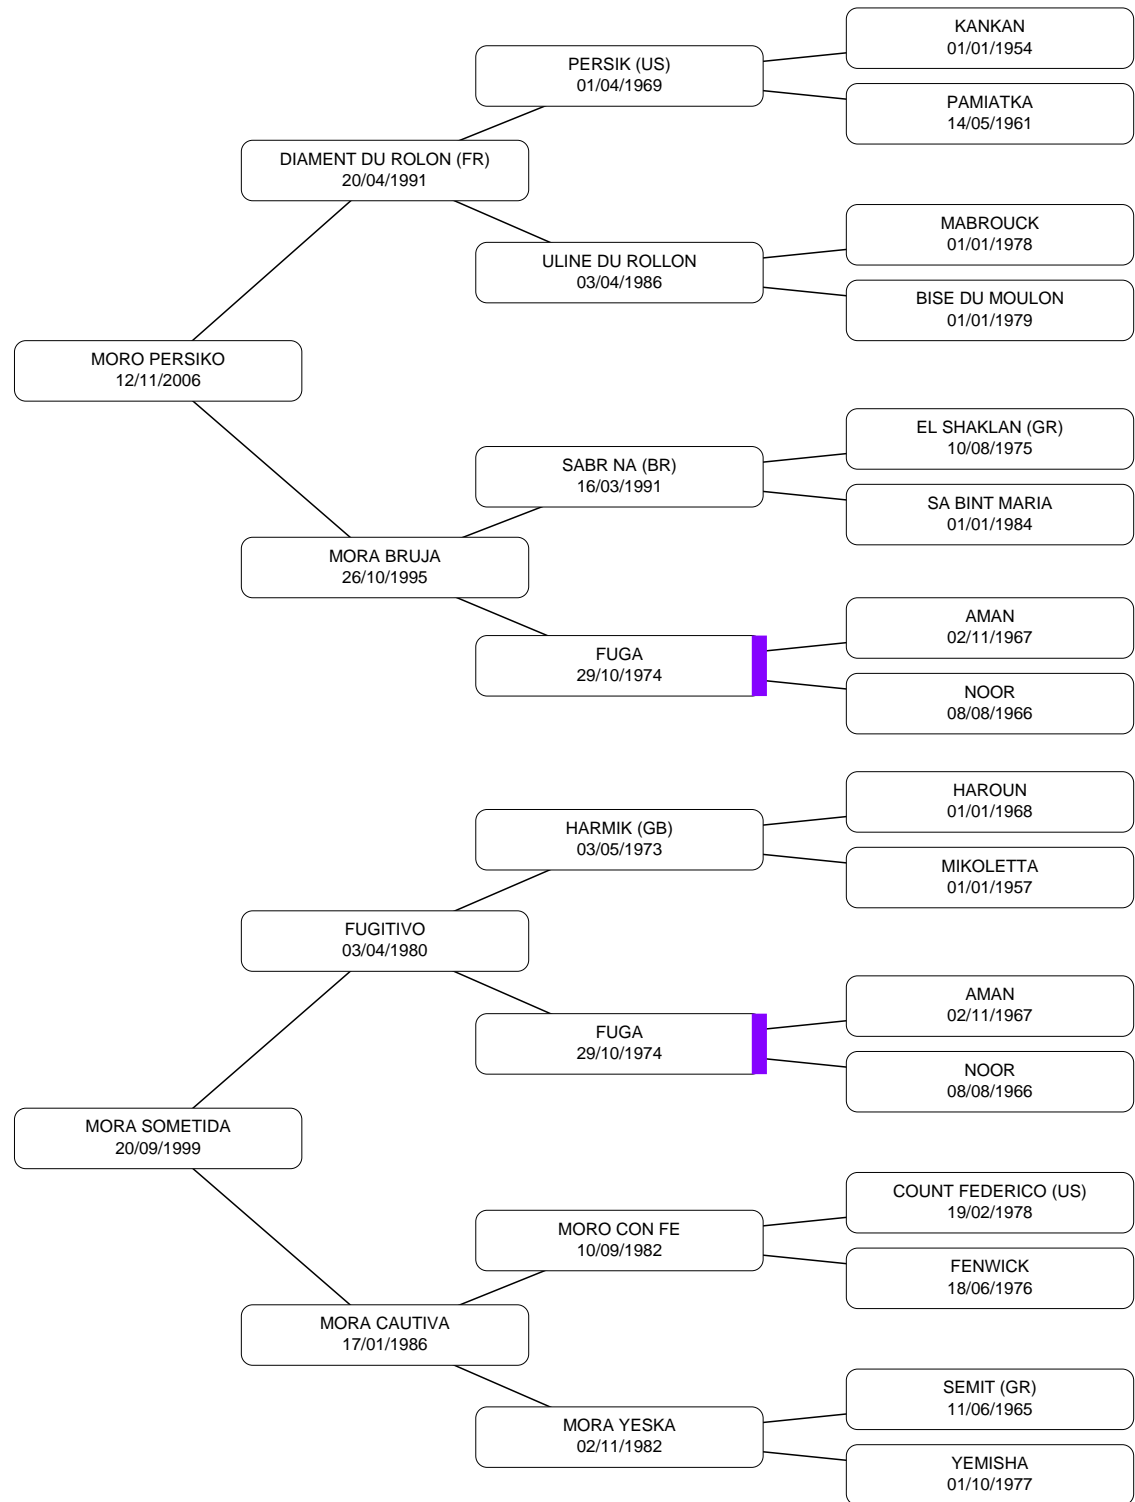 KANKAN
01/01/1954
PERSIK (US)
01/04/1969
PAMIATKA
14/05/1961
DIAMENT DU ROLON (FR)
20/04/1991
MABROUCK
01/01/1978
ULINE DU ROLLON
03/04/1986
BISE DU MOULON
01/01/1979
MORO PERSIKO
12/11/2006
EL SHAKLAN (GR)
10/08/1975
SABR NA (BR)
16/03/1991
SA BINT MARIA
01/01/1984
MORA BRUJA
26/10/1995
AMAN
02/11/1967
FUGA
29/10/1974
NOOR
08/08/1966
HAROUN
01/01/1968
HARMIK (GB)
03/05/1973
MIKOLETTA
01/01/1957
FUGITIVO
03/04/1980
AMAN
02/11/1967
FUGA
29/10/1974
NOOR
08/08/1966
MORA SOMETIDA
20/09/1999
COUNT FEDERICO (US)
19/02/1978
MORO CON FE
10/09/1982
FENWICK
18/06/1976
MORA CAUTIVA
17/01/1986
SEMIT (GR)
11/06/1965
MORA YESKA
02/11/1982
YEMISHA
01/10/1977